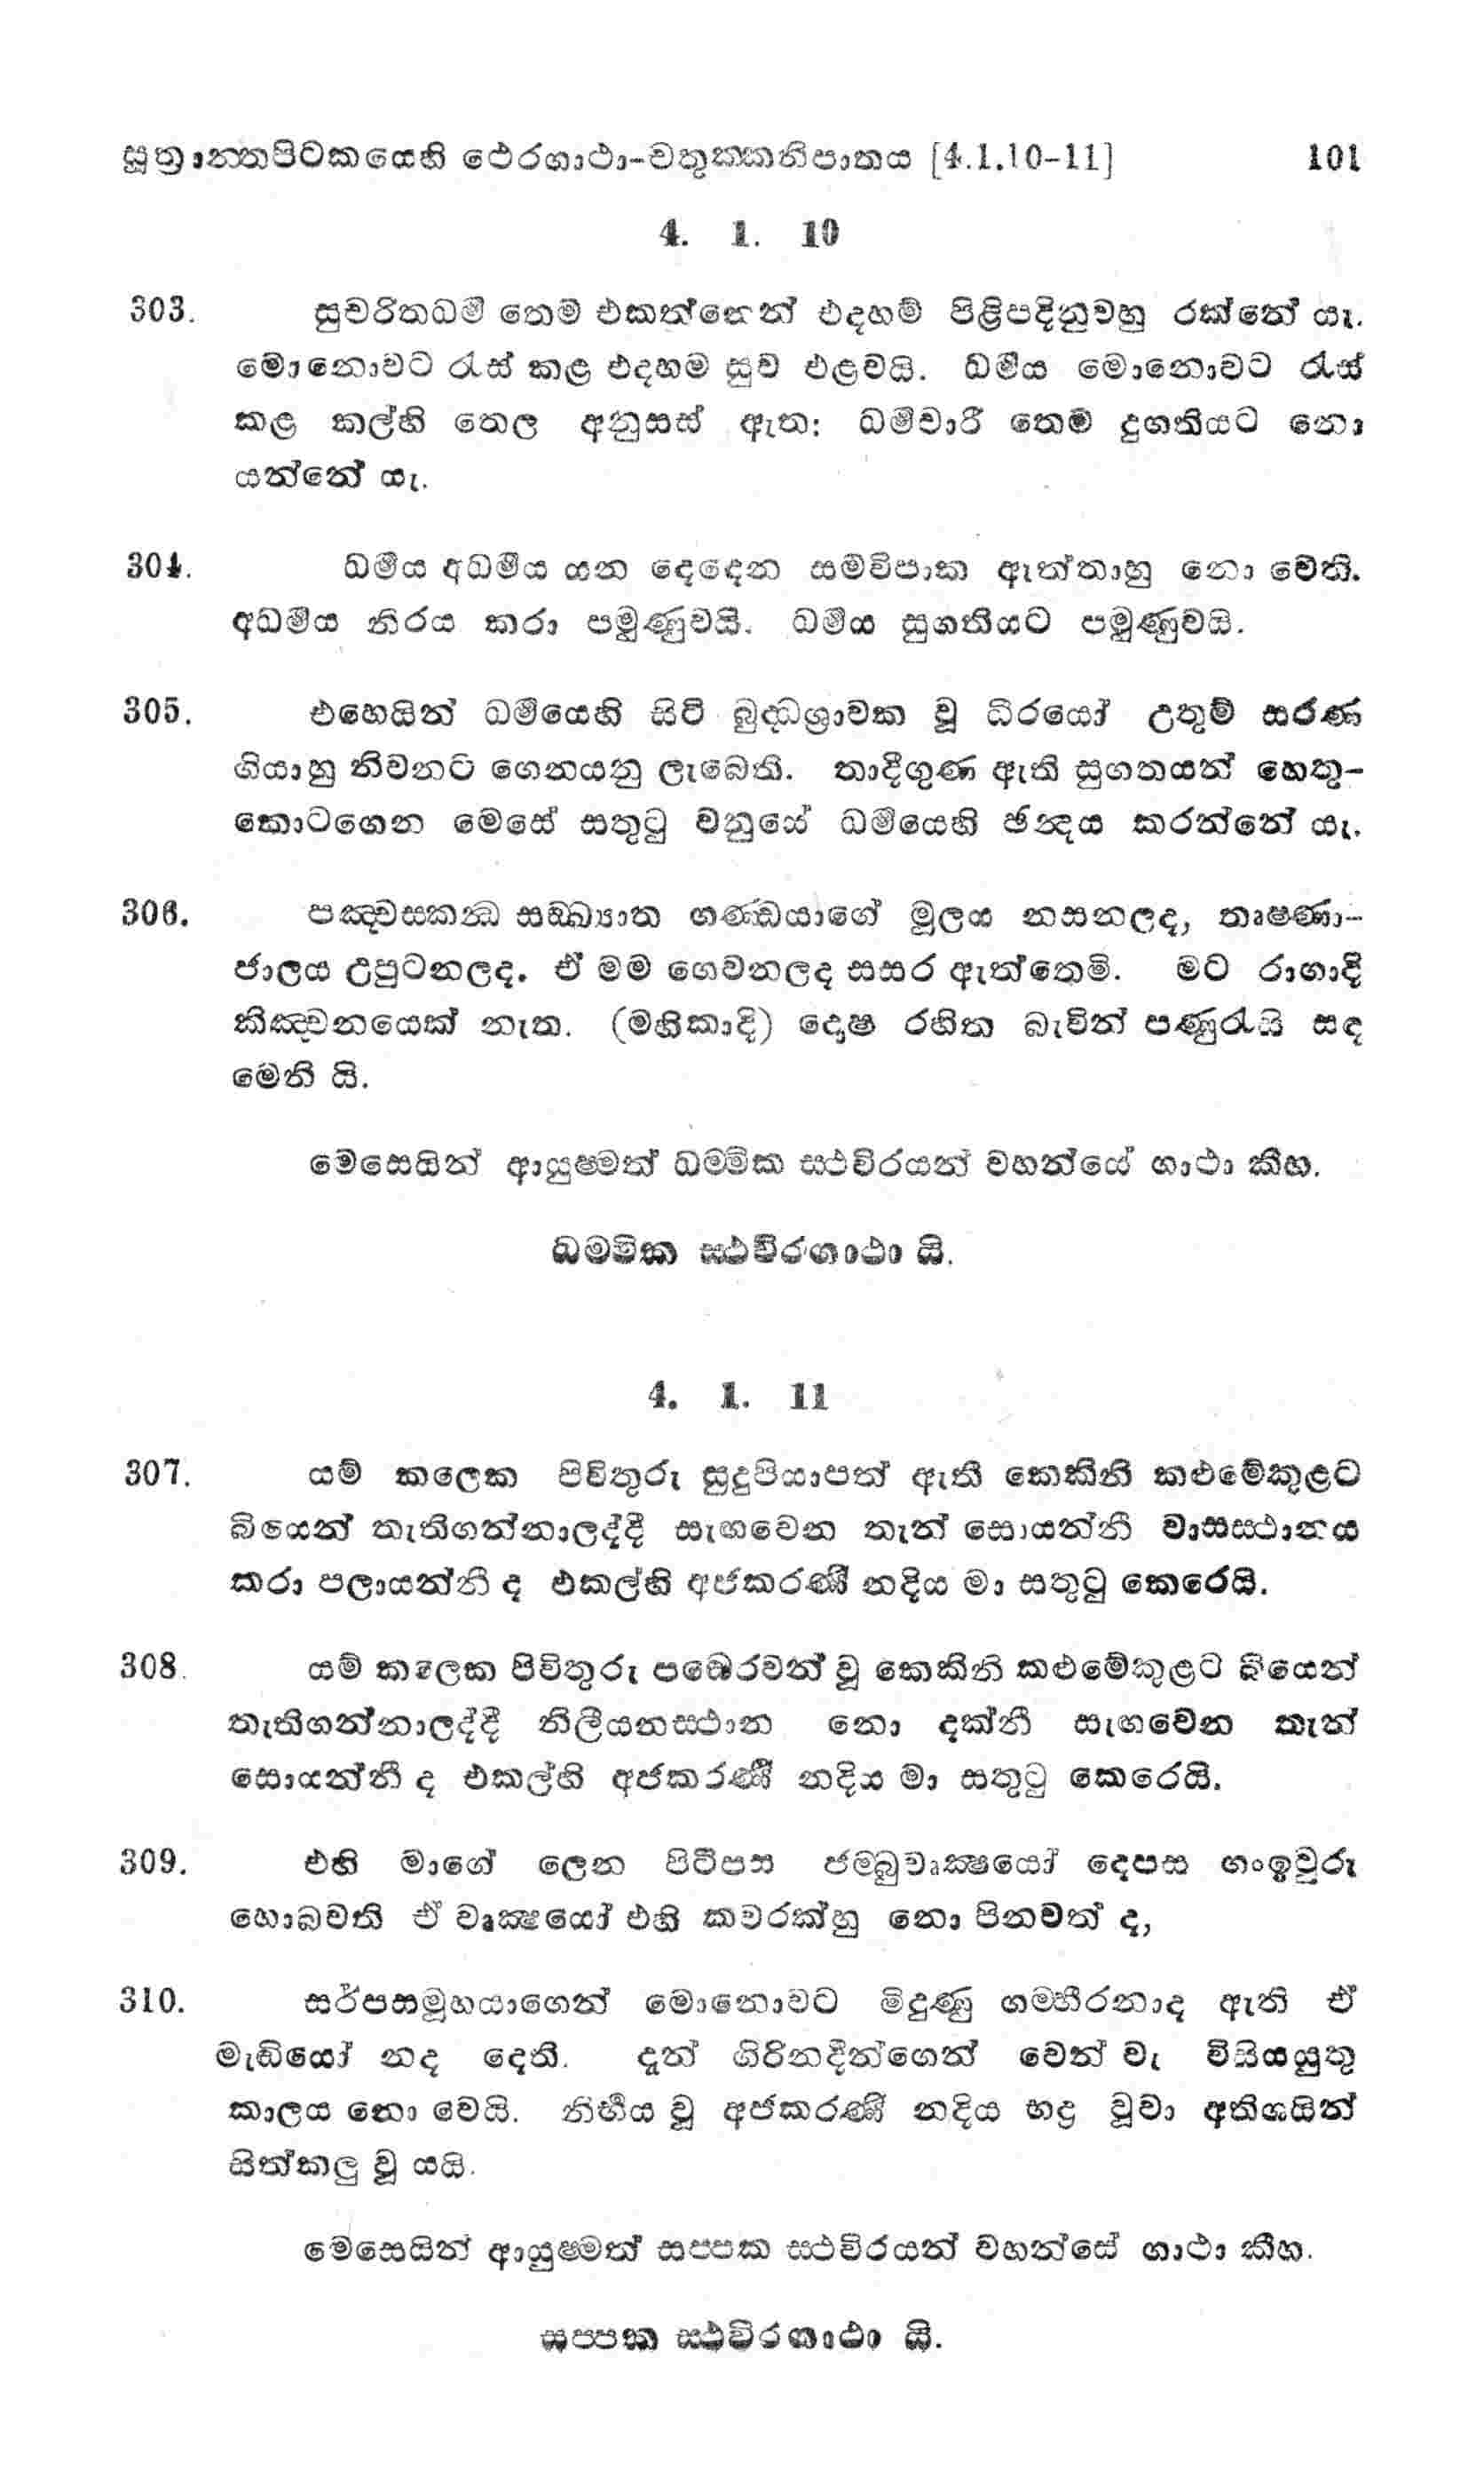 සූත්‍රාන්තපිටකයෙහි ථෙරගාථා-චතුක්කනිපාතය [4.1.10-11] 101
4. 1. 10
303. සුචරිතධර්ම තෙම එකත්සෙන් එදහම් පිළිපදිනුවහු රක්නේ යැ.
මොනොවට රැස් කළ එදහම සුව එළවයි. ධර්මය මොනොවට රැස්
කළ කල්හි තෙල අනුසස් ඇත: ධර්මචාරී තෙම දුගතියට නො
යන්නේ යැ.
304. ධර්මය අධර්මය යන දෙදෙන සමවිපාක ඇත්තාහු නො වෙති.
අධර්මය නිරය කරා පමුණුවයි. ධර්මය සුගතියට පමුණුවයි.
305. එහෙයින් ධර්මයෙහි සිටි බුද්ධශ්‍රාවක වූ ධීරයෝ උතුම් සරණ
ගියාහු නිවනට ගෙනයනු ලැබෙති. තාදීගුණ ඇති සුගතයන් හෙතු-
කොටගෙන මෙසේ සතුටු වනුයේ ධර්මයෙහි ඡන්දය කරන්නේ යැ.
306. පඤ්චස්කන්ධ සඞ්ඛ්‍යාත ගණ්ඩයාගේ මූලය නසනලද, තෘෂ්ණා-
ජාලය උපුටනලද. ඒ මම ගෙවනලද සසර ඇත්තෙමි. මට රාගාදි
කිඤ්චනයෙක් නැත. (මහිකාදි) දොෂ රහිත බැවින් පුණුරැයි සඳ
මෙනි යි.
මෙසෙයින් ආයුෂ්මත් ධම්මික ස්ථවිරයන් වහන්සේ ගාථා කීහ.
ධම්මික ස්ථවිරගාථා යි.
4. 1. 11
307. යම් කලෙක පිවිතුරු සුදුපියාපත් ඇති කෙකිනි කළුමේකුළට
බියෙන් තැතිගන්නාලද්දී සැඟවෙන තැන් සොයන්නී වාසස්ථානය
කරා පලායන්නී ද එකල්හි අජකරණී නදිය මා සතුටු කෙරෙයි.
308. යම් කලෙක පිවිතුරු පබ්බෙරවන් වූ කෙකිනි කළුමේකුළට බියෙන්
තැතිගන්නාලද්දී නිලීයනස්ථාන නො දක්නී සැඟවෙන තැන්
සොයන්නී ද එකල්හි අජකරණී නදිය මා සතුටු කෙරෙයි.
309. එහි මාගේ ලෙන පිටිපස ජම්බුවෘක්ෂයෝ දෙපස ගංඉවුරු
හොබවති ඒ වෘක්ෂයෝ එහි කවරක්හු නො පිනවත් ද,
310. සර්පසමූහයාගෙන් මොනොවට මිදුණු ගම්භීරනාද ඇති ඒ
මැඬියෝ නද දෙති. දැන් ගිරිනදීන්ගෙන් වෙන් වැ විසියයුතු
කාලය නො වෙයි. නිර්භය වූ අජකරණී නදිය භද්‍ර වූවා අතිශයින්
සිත්කලු වූ යයි.
මෙසෙයින් ආයුෂ්මත් සප්පක ස්ථවිරයන් වහන්සේ ගාථා කීහ.
සප්පක ස්ථවිරගාථා යි.